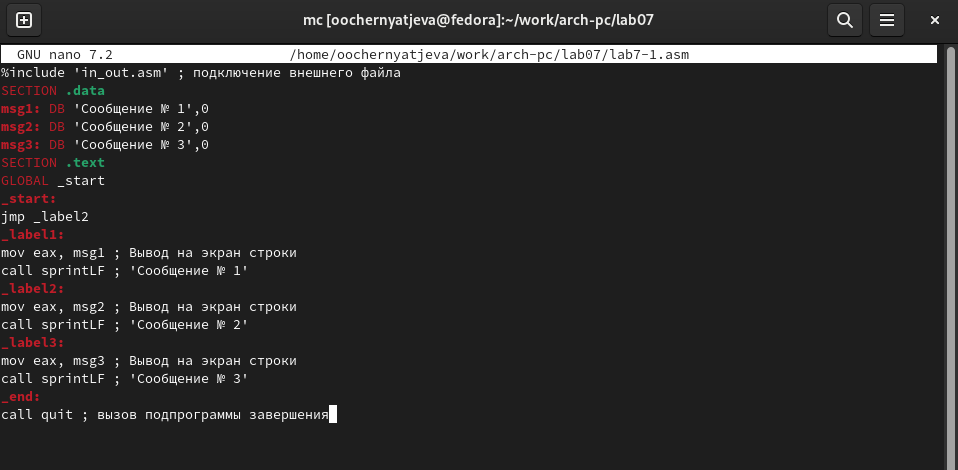 mc [oochernyatjeva@fedora]:~/work/arch-pc/lab07
GNU nano 7.2 /home/oochernyatjeva/work/arch-pc/lab07/lab7-1.asm
%include 'in_out.asm' ; подключение внешнего файла
SECTION .data
msg1: DB 'Сообщение № 1',0
msg2: DB 'Сообщение № 2',0
msg3: DB 'Сообщение № 3',0
SECTION .text
GLOBAL _start
_start:
jmp _label2
_label1:
mov eax, msg1 ; Вывод на экран строки
call sprintLF ; 'Сообщение № 1'
_label2:
mov eax, msg2 ; Вывод на экран строки
call sprintLF ; 'Сообщение № 2'
_label3:
mov eax, msg3 ; Вывод на экран строки
call sprintLF ; 'Сообщение № 3'
_end:
call quit ; вызов подпрограммы завершения